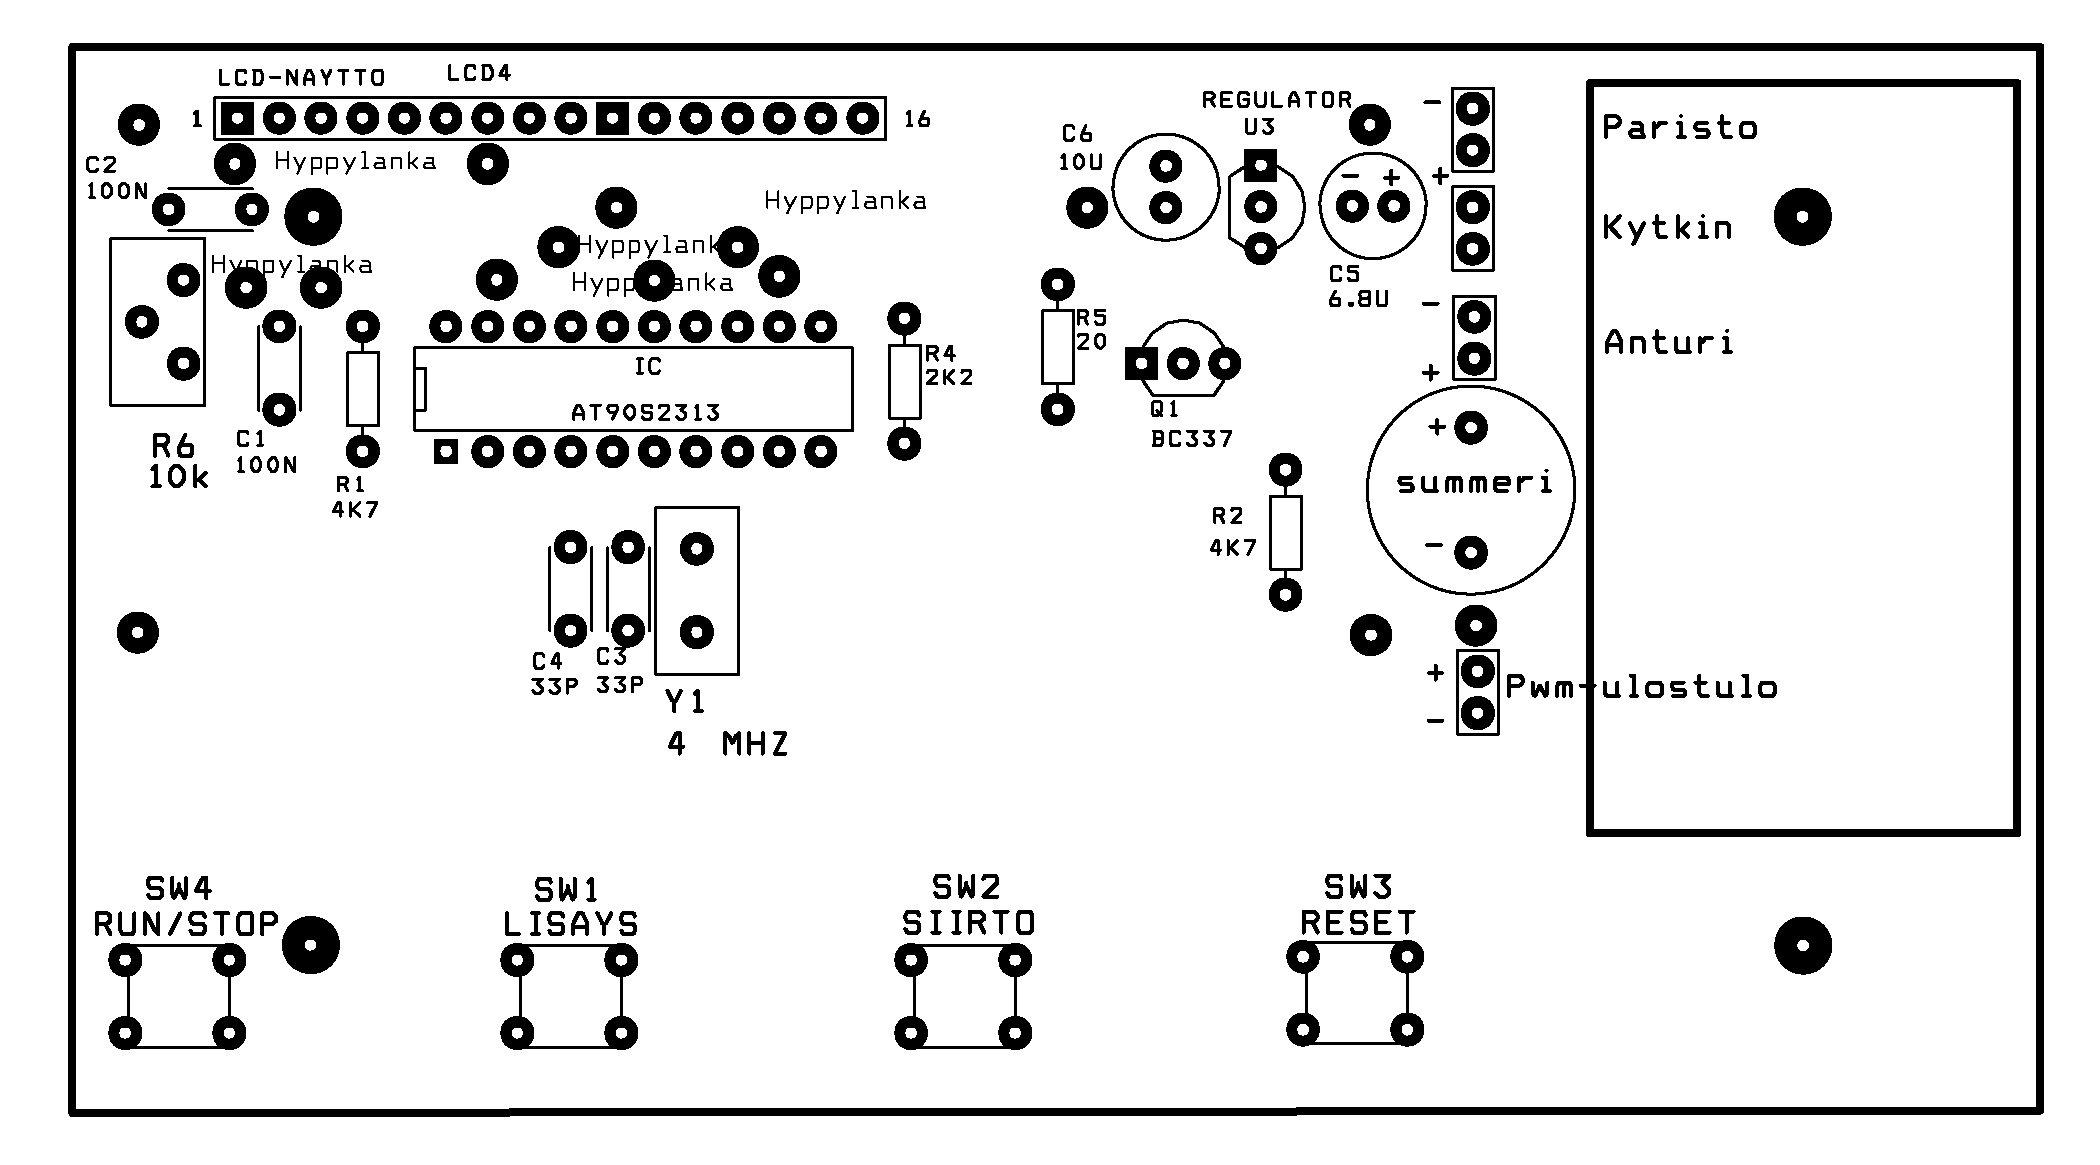 LCD-NAYTTO
LCD4
1
16
REGULATOR
U3
C6
10U
-
+
Paristo
C2
100N
Hyppylanka
Hyppylanka
- +
Kytkin
Hyppylanka
Hyppylanka
Hyppylanka
C5
6.8U
-
+
Anturi
R5
20
IC
AT90S2313
R4
2K2
Q1
BC337
R6
10k
C1
100N
R1
4K7
+
summeri
-
R2
4K7
C4
33P
C3
33P
Y1
4 MHZ
+
-
Pwm-ulostulo
SW4
RUN/STOP
SW1
LISAYS
SW2
SIIRTO
SW3
RESET